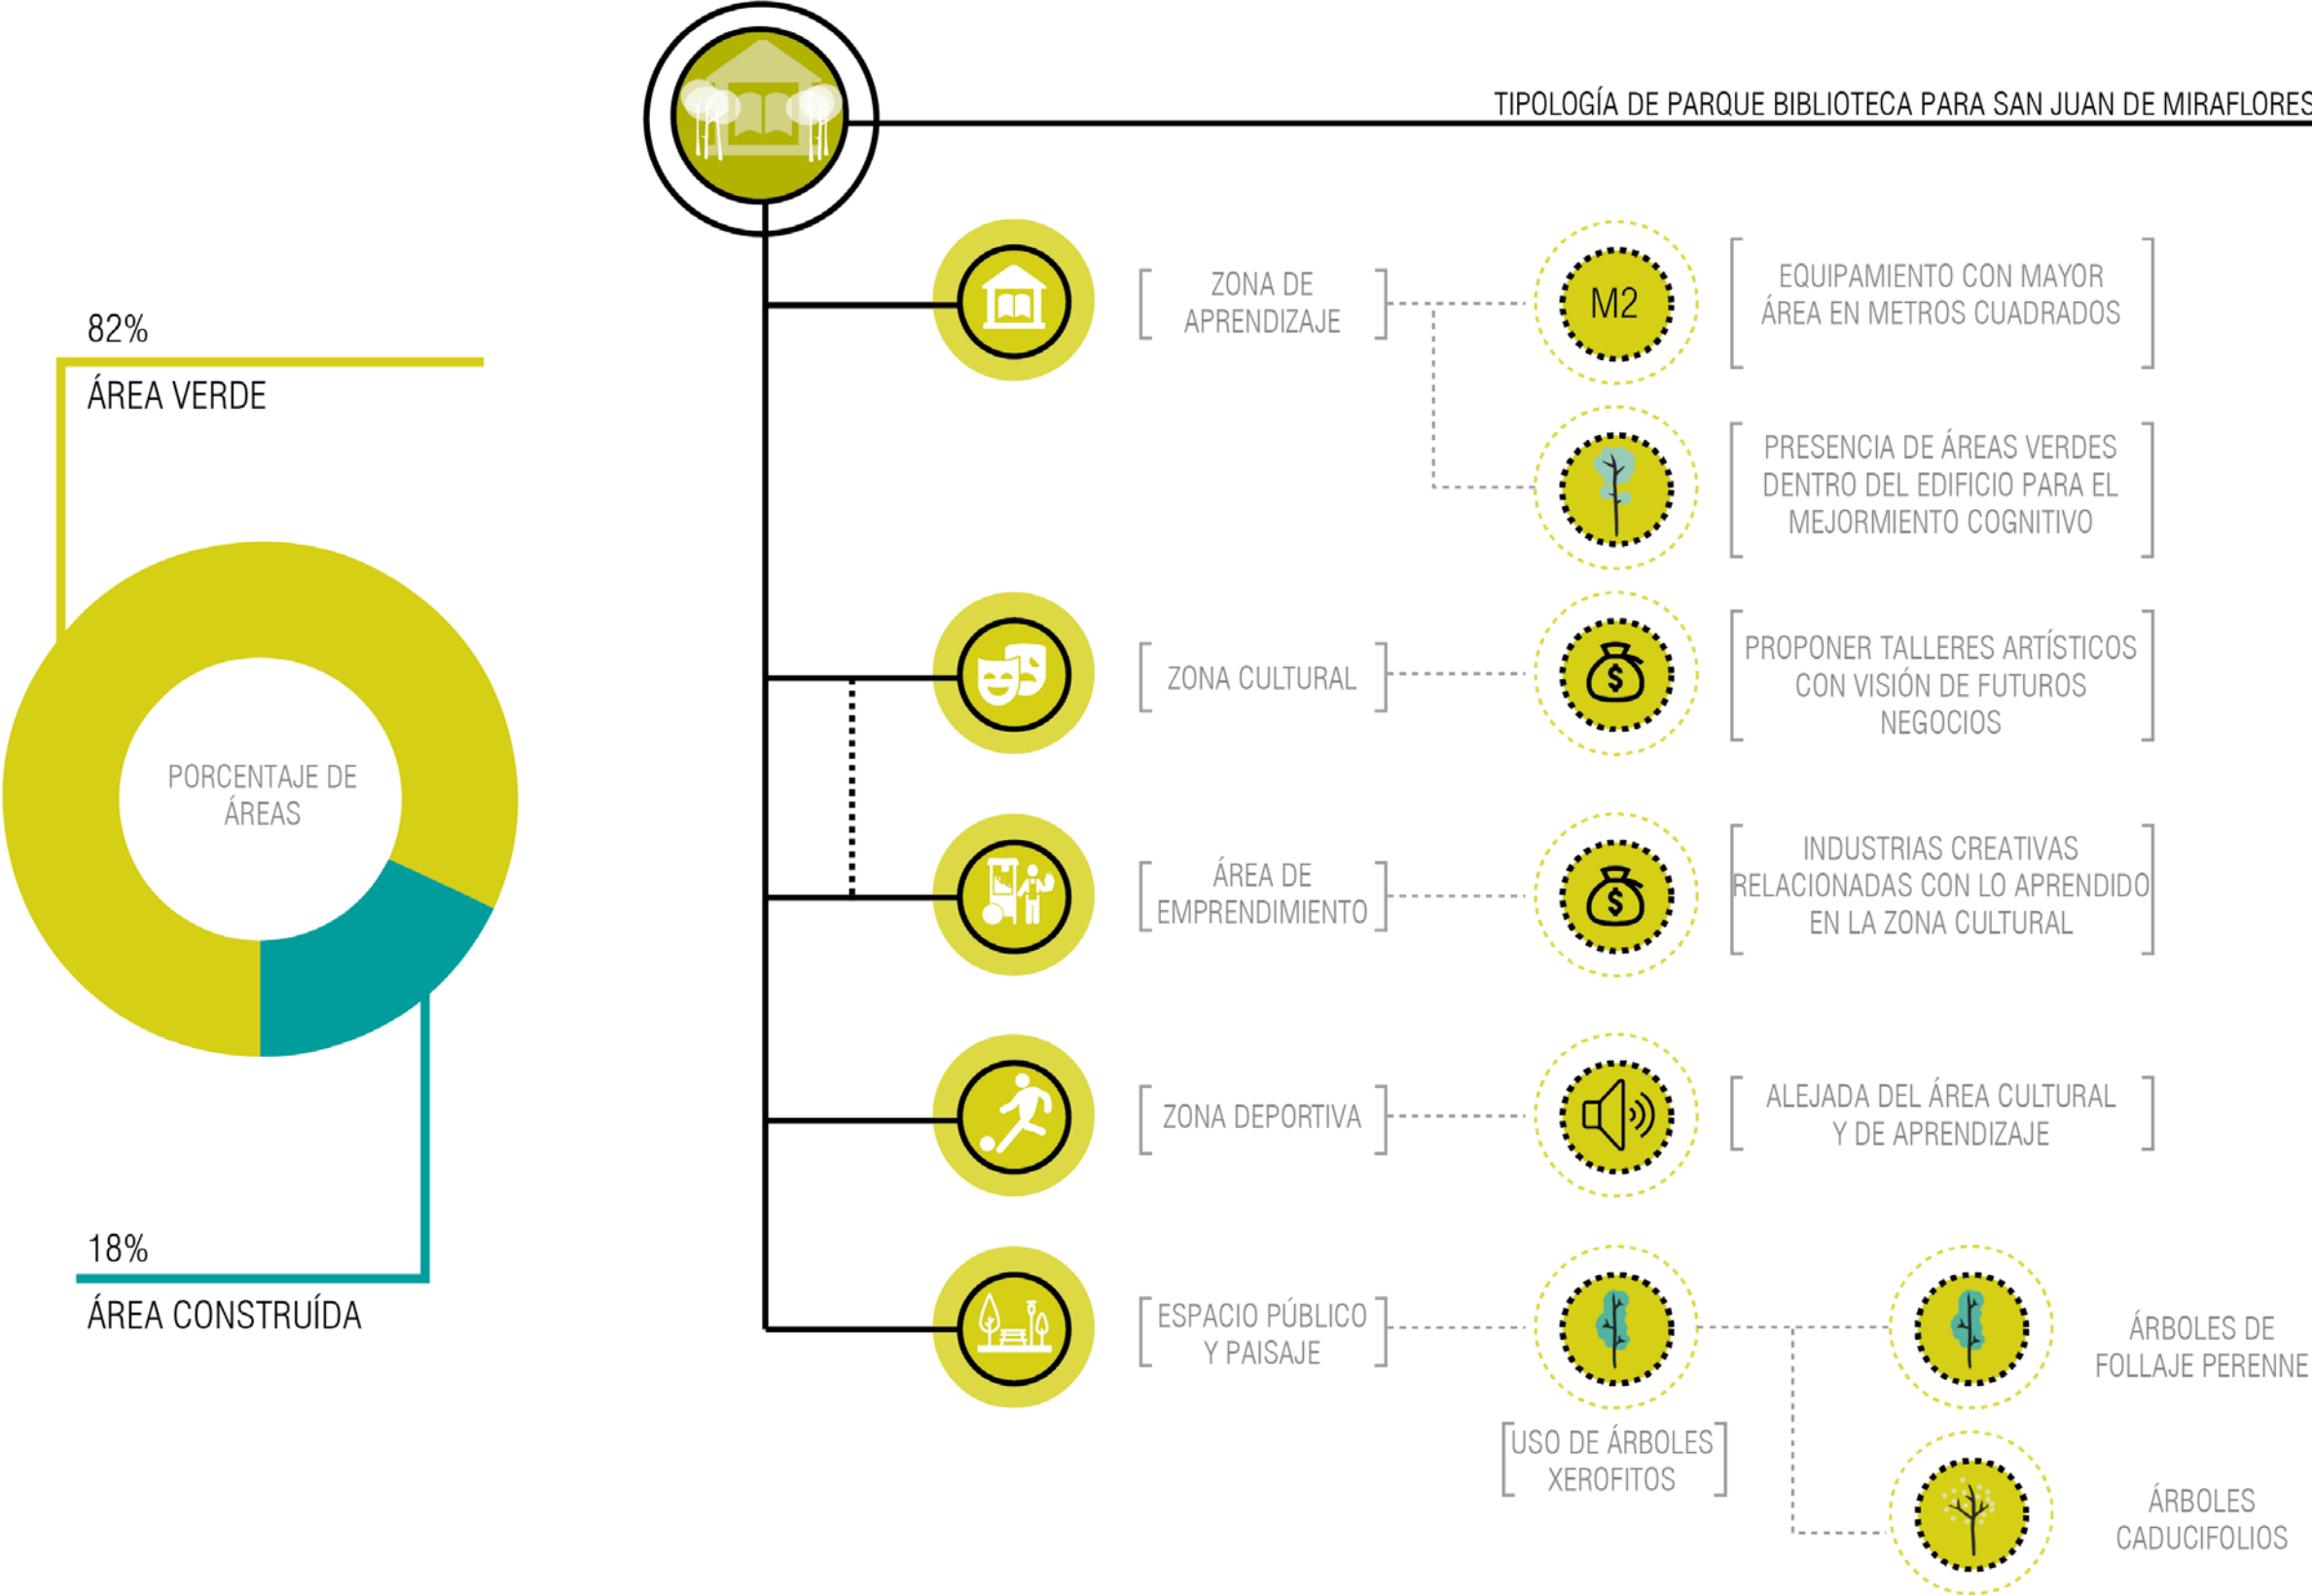 TIPOLOGÍA DE PARQUE BIBLIOTECA PARA SAN JUAN DE MIRAFLORES
82%
ÁREA VERDE
PORCENTAJE DE
ÁREAS
18%
ÁREA CONSTRUÍDA
ZONA DE
APRENDIZAJE
M2
EQUIPAMIENTO CON MAYOR
ÁREA EN METROS CUADRADOS
PRESENCIA DE ÁREAS VERDES
DENTRO DEL EDIFICIO PARA EL
MEJORMIENTO COGNITIVO
ZONA CULTURAL
$
PROPONER TALLERES ARTÍSTICOS
CON VISIÓN DE FUTUROS
NEGOCIOS
ÁREA DE
EMPRENDIMIENTO
$
INDUSTRIAS CREATIVAS
RELACIONADAS CON LO APRENDIDO
EN LA ZONA CULTURAL
ZONA DEPORTIVA
ALEJADA DEL ÁREA CULTURAL
Y DE APRENDIZAJE
ESPACIO PÚBLICO
Y PAISAJE
USO DE ÁRBOLES
XEROFITOS
ÁRBOLES DE
FOLLAJE PERENNE
ÁRBOLES
CADUCIFOLIOS